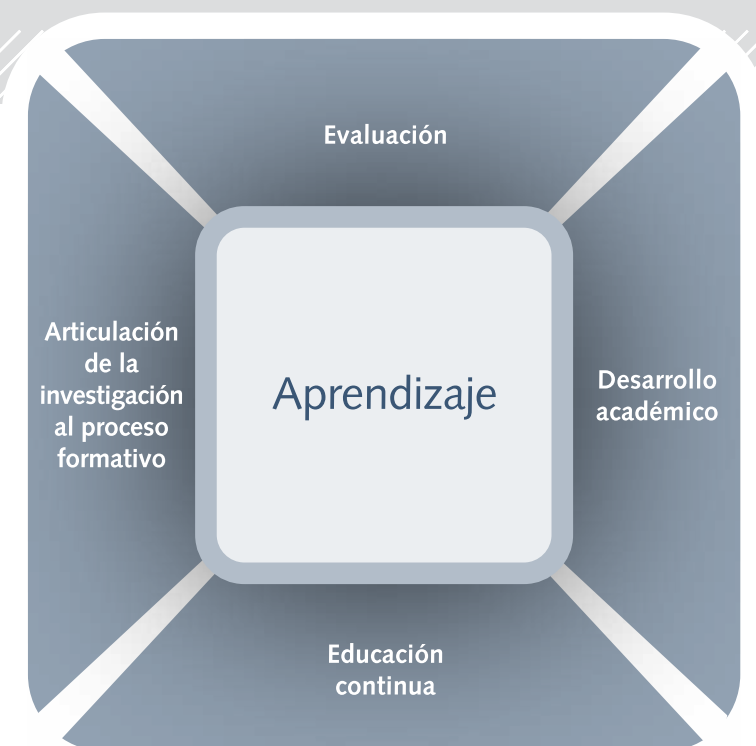 Evaluación
Articulación
de la
investigación
al proceso
formativo
Aprendizaje
Desarrollo
académico
Educación
continua